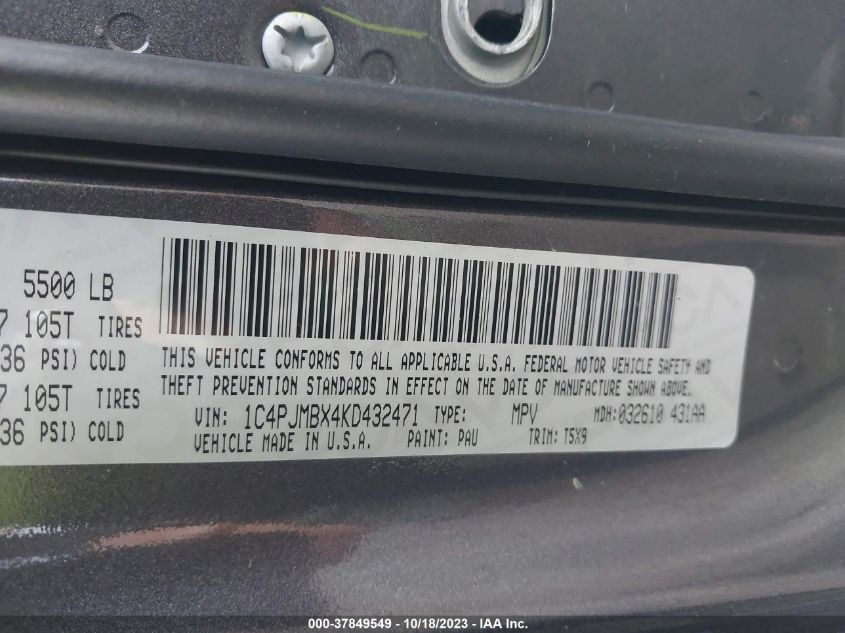 5500 LB
7 105T TIRES
36 PSI) COLD
7 105T TIRES
36 PSI) COLD
THIS VEHICLE CONFORMS TO ALL APPLICABLE U.S.A. FEDERAL MOTOR VEHICLE SAFETY AND
THEFT PREVENTION STANDARDS IN EFFECT ON THE DATE OF MANUFACTURE SHOWN ABOVE.
VIN: 1C4PJMBX4KD432471 TYPE: MPV MDH:032610 431AA
VEHICLE MADE IN U.S.A. PAINT: PAU TRIM: T5X9
000-37849549 - 10/18/2023 - IAA Inc.